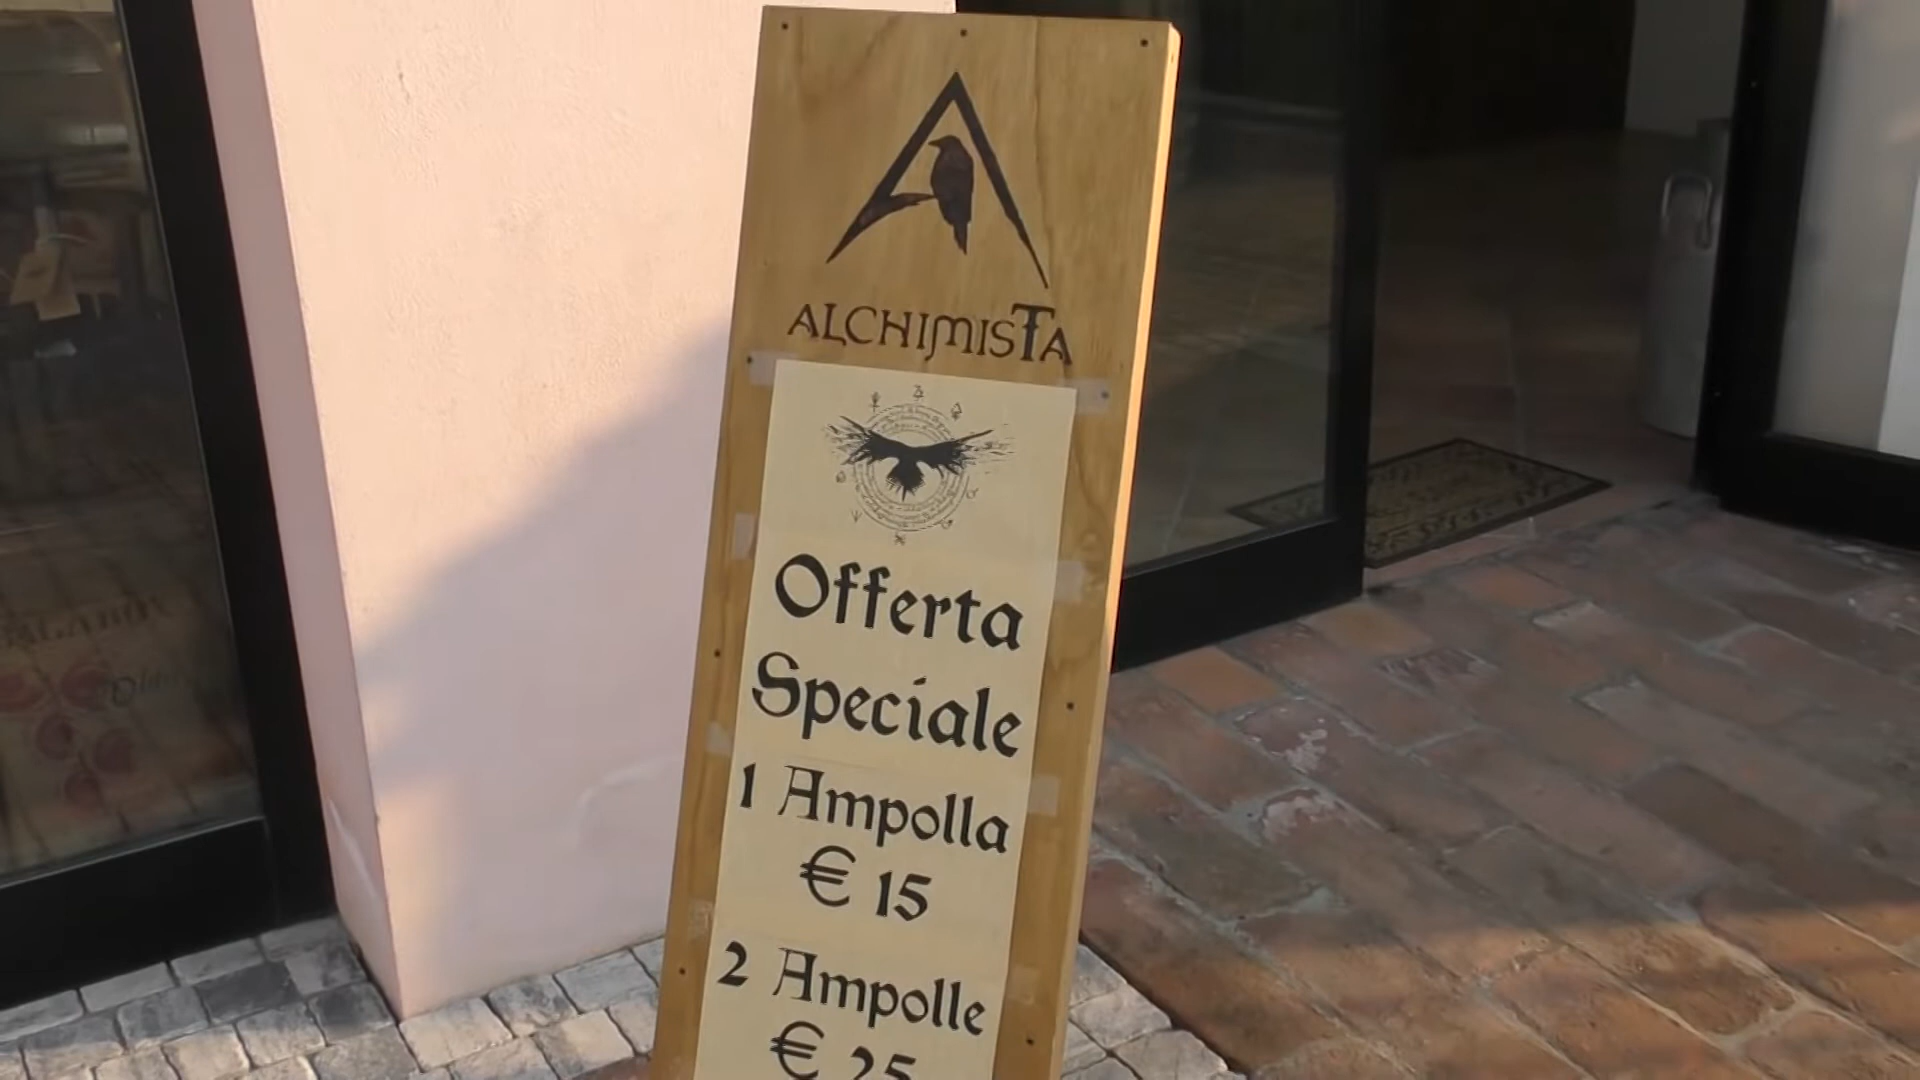 ALCHIMISTA
Offerta
Speciale
1 Ampolla
€ 15
2 Ampolle
€ 25